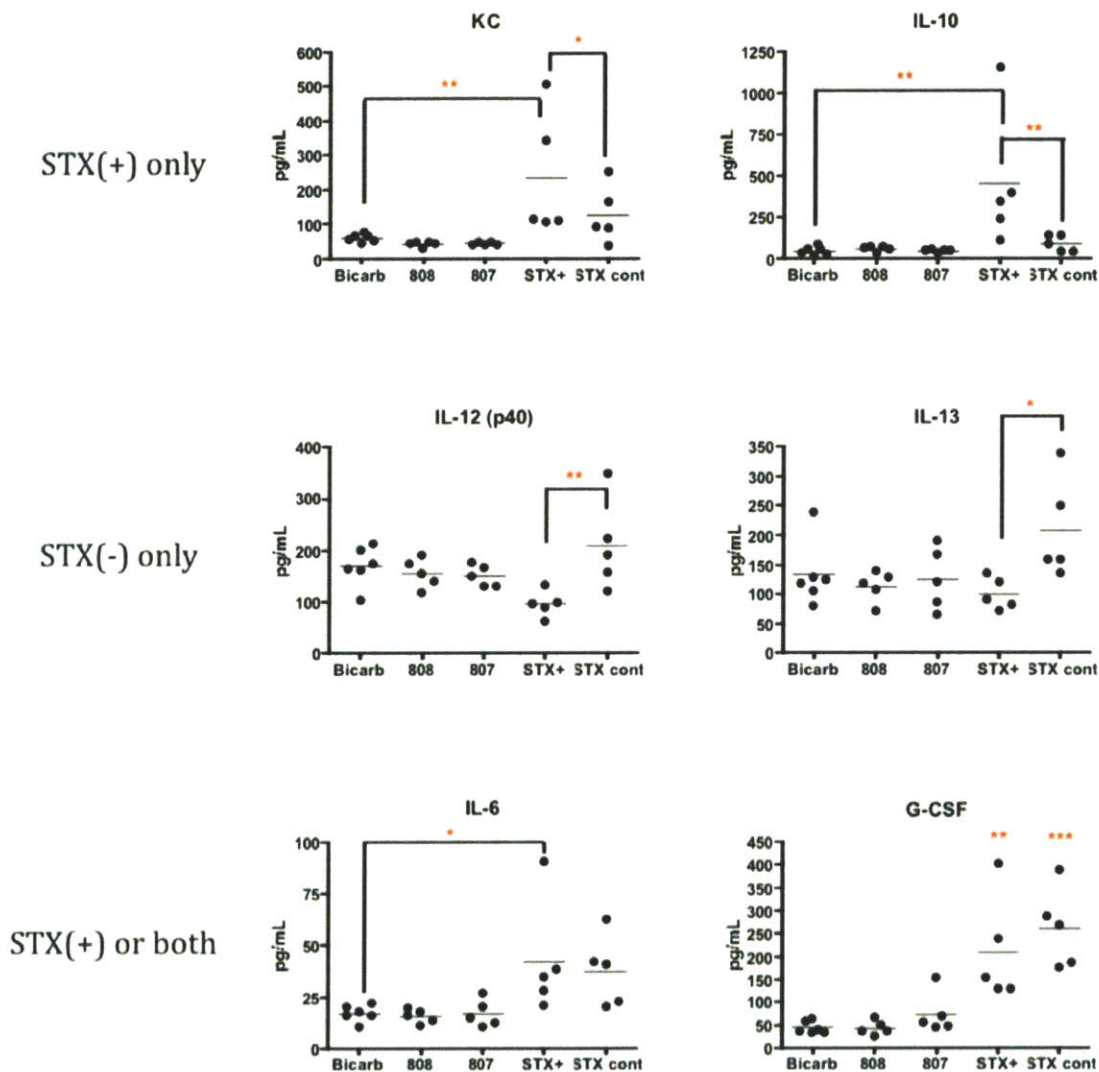 KC
IL-10
STX(+) only
pg/mL
600
500
400
300
200
100
0
** *
Bicarb 808 807 STX+ STX cont
pg/mL
1250
1000
750
500
250
0
** **
Bicarb 808 807 STX+ STX cont
IL-12 (p40)
IL-13
STX(-) only
pg/mL
400
300
200
100
0
**
Bicarb 808 807 STX+ STX cont
pg/mL
350
300
250
200
150
100
50
0
*
Bicarb 808 807 STX+ STX cont
IL-6
G-CSF
STX(+) or both
pg/mL
100
75
50
25
0
*
Bicarb 808 807 STX+ STX cont
pg/mL
450
400
350
300
250
200
150
100
50
0
** ***
Bicarb 808 807 STX+ STX cont